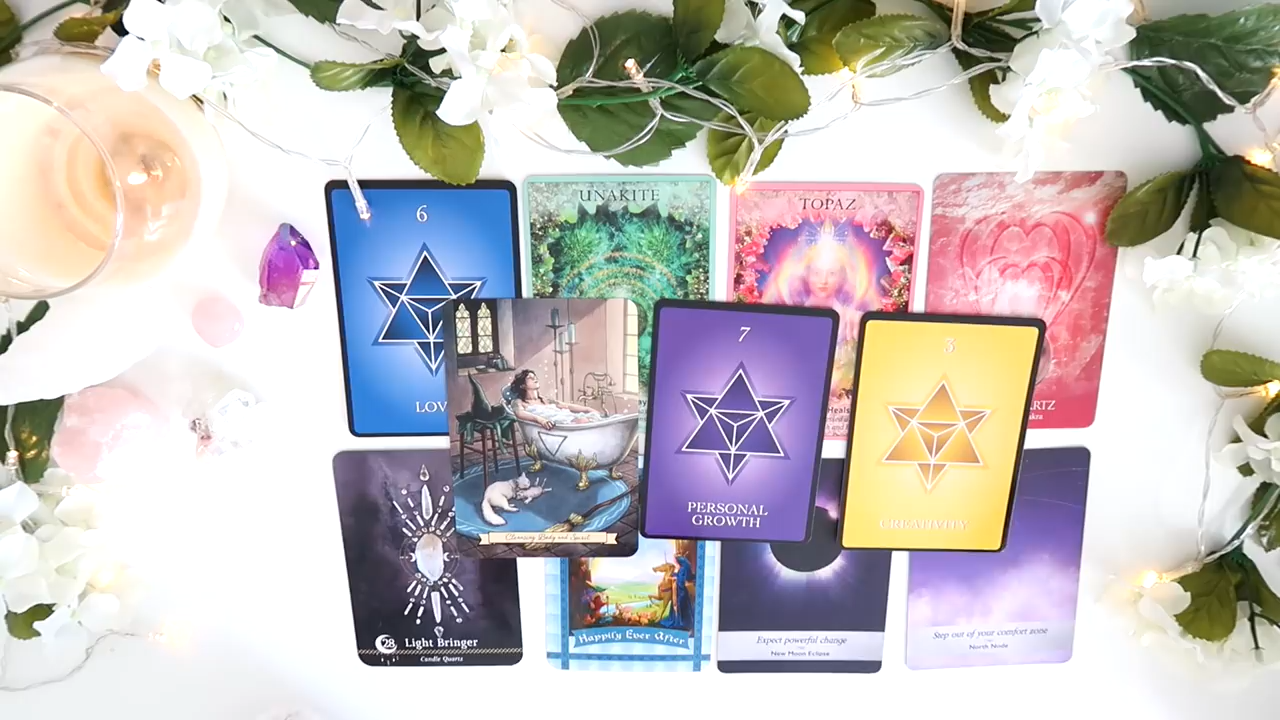 6
UNAKITE
TOPAZ
LOV
7
3
Heals
RTZ
PERSONAL
GROWTH
CREATIVITY
Cleansing Body and Spirit
28 Light Bringer
Candle Quartz
Happily Ever After
Expect powerful change
New Moon Eclipse
Step out of your comfort zone
North Node